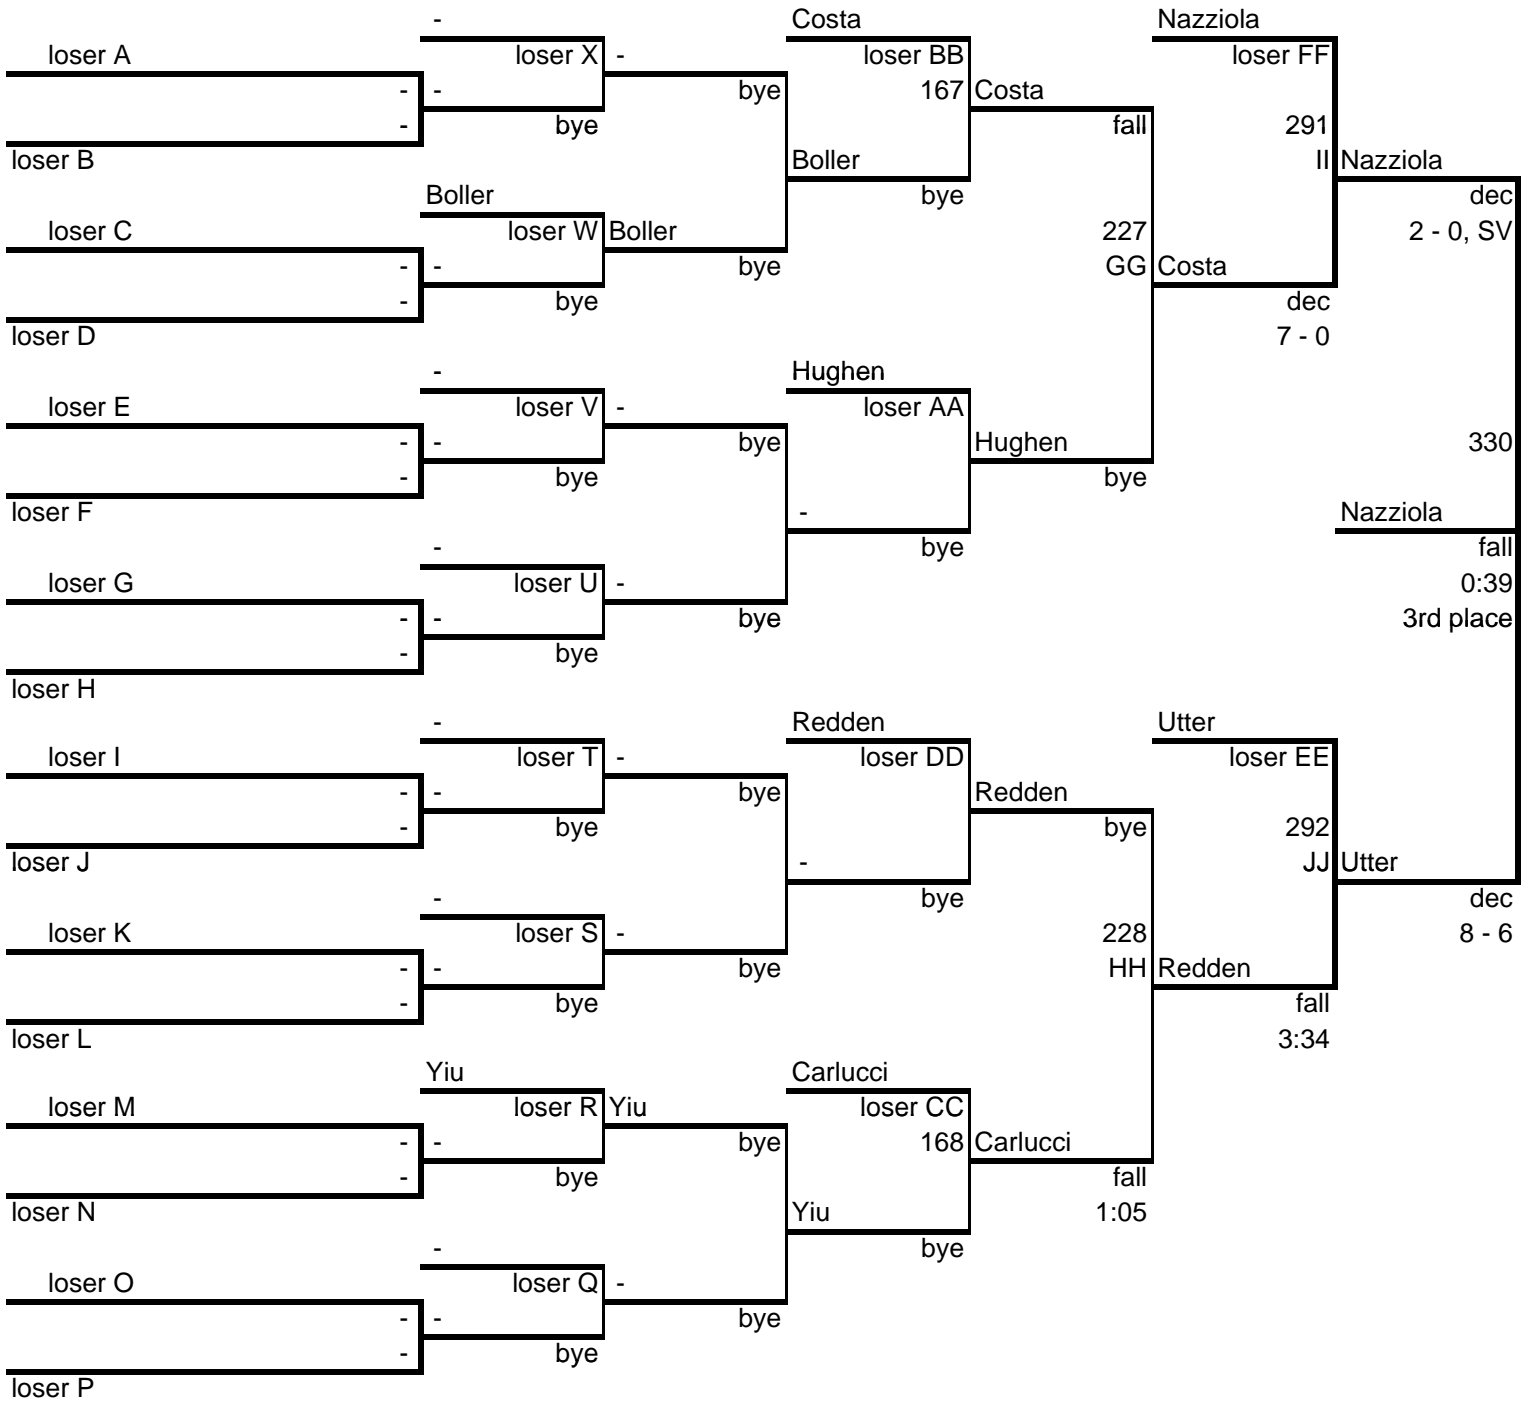 -
Costa
Nazziola
loser A
loser X
-
loser BB
loser FF
-
-
bye
167
Costa
-
bye
fall
291
loser B
Boller
II
Nazziola
Boller
bye
dec
loser C
loser W
Boller
227
2 - 0, SV
-
-
bye
GG
Costa
-
bye
dec
loser D
7 - 0
-
Hughen
loser E
loser V
-
loser AA
-
-
bye
Hughen
330
-
bye
bye
loser F
-
Nazziola
-
bye
fall
loser G
loser U
-
0:39
-
-
bye
3rd place
-
bye
loser H
-
Redden
Utter
loser I
loser T
-
loser DD
loser EE
-
-
bye
Redden
-
bye
bye
292
loser J
-
JJ
Utter
-
bye
dec
loser K
loser S
-
228
8 - 6
-
-
bye
HH
Redden
-
bye
fall
loser L
3:34
Yiu
Carlucci
loser M
loser R
Yiu
loser CC
-
-
bye
168
Carlucci
-
bye
fall
loser N
Yiu
1:05
-
bye
loser O
loser Q
-
-
-
bye
-
bye
loser P